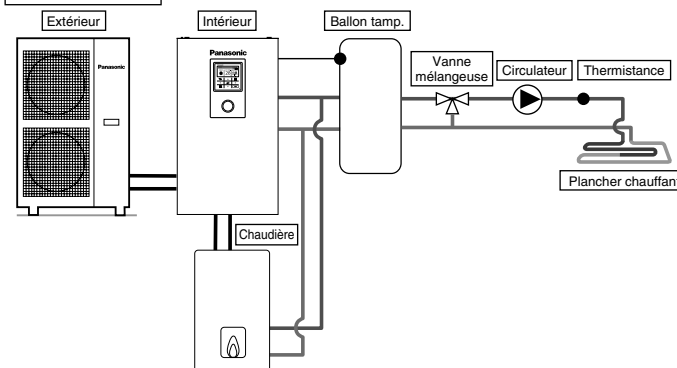 Extérieur
Intérieur
Ballon tamp.
Panasonic
Panasonic
Vanne
mélangeuse
Circulateur
Thermistance
Plancher chauffant
Chaudière